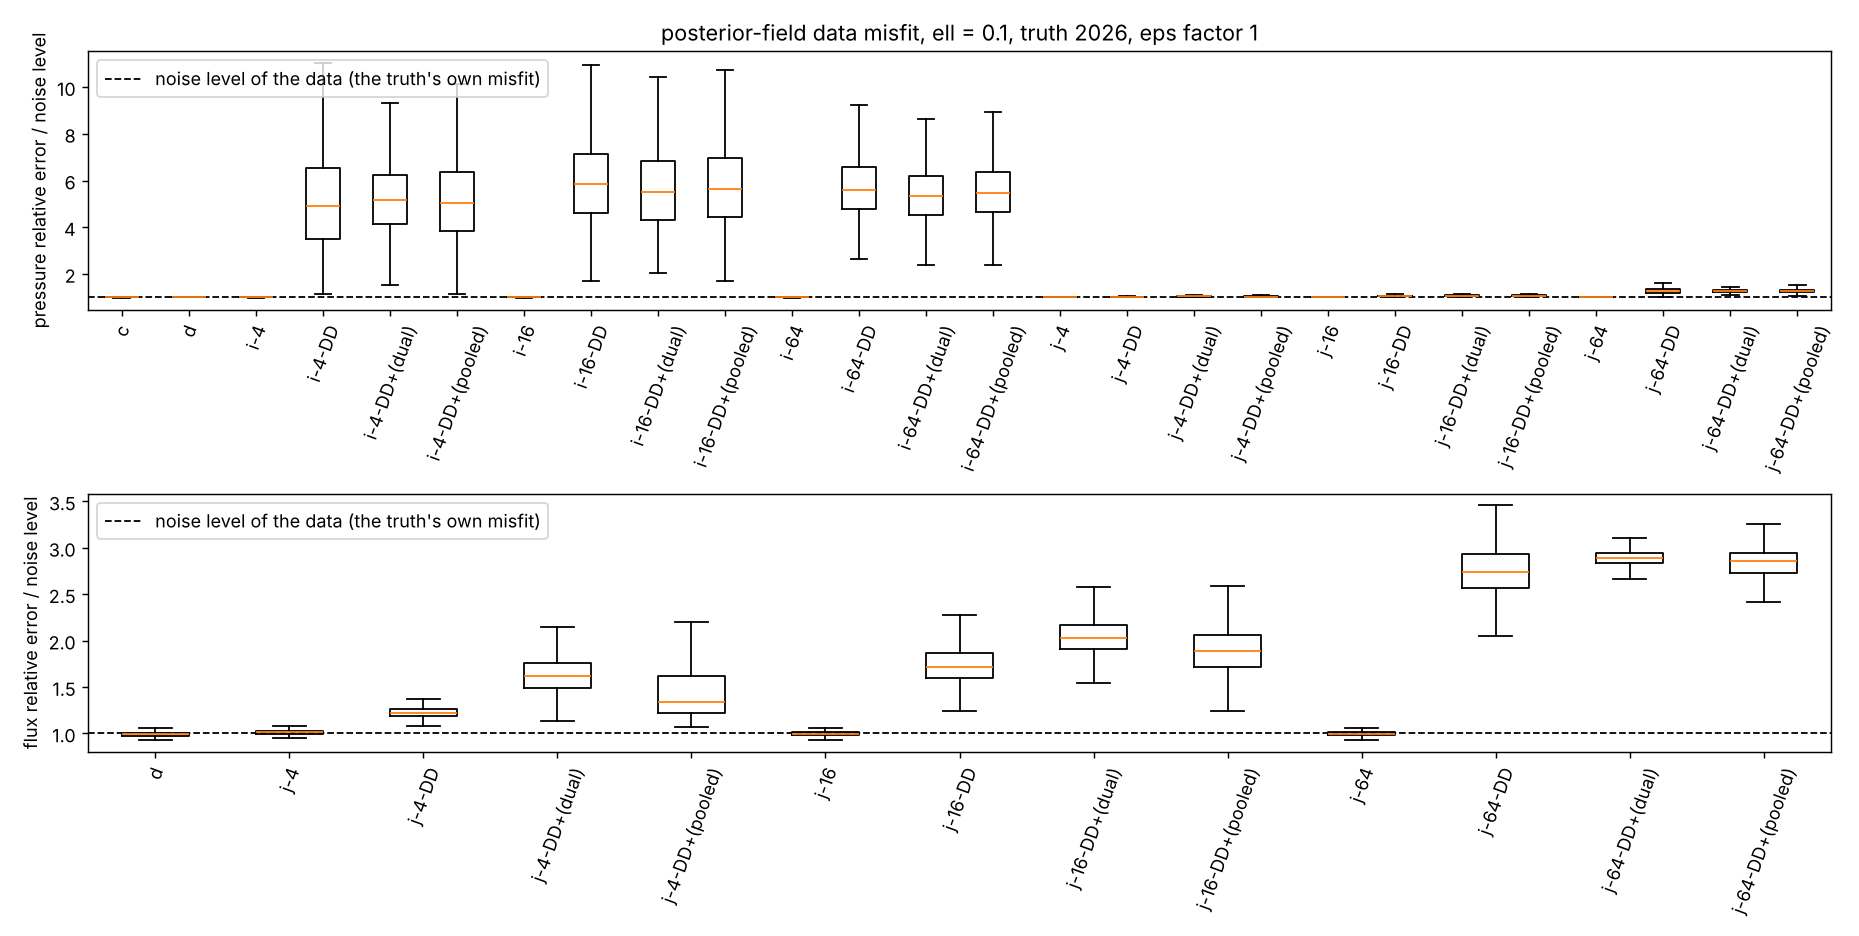 posterior-field data misfit, ell = 0.1, truth 2026, eps factor 1
pressure relative error / noise level
10
8
6
4
2
noise level of the data (the truth's own misfit)
c
d
i-4
i-4-DD
i-4-DD+(dual)
i-4-DD+(pooled)
i-16
i-16-DD
i-16-DD+(dual)
i-16-DD+(pooled)
i-64
i-64-DD
i-64-DD+(dual)
i-64-DD+(pooled)
j-4
j-4-DD
j-4-DD+(dual)
j-4-DD+(pooled)
j-16
j-16-DD
j-16-DD+(dual)
j-16-DD+(pooled)
j-64
j-64-DD
j-64-DD+(dual)
j-64-DD+(pooled)
flux relative error / noise level
3.5
3.0
2.5
2.0
1.5
1.0
noise level of the data (the truth's own misfit)
d
j-4
j-4-DD
j-4-DD+(dual)
j-4-DD+(pooled)
j-16
j-16-DD
j-16-DD+(dual)
j-16-DD+(pooled)
j-64
j-64-DD
j-64-DD+(dual)
j-64-DD+(pooled)